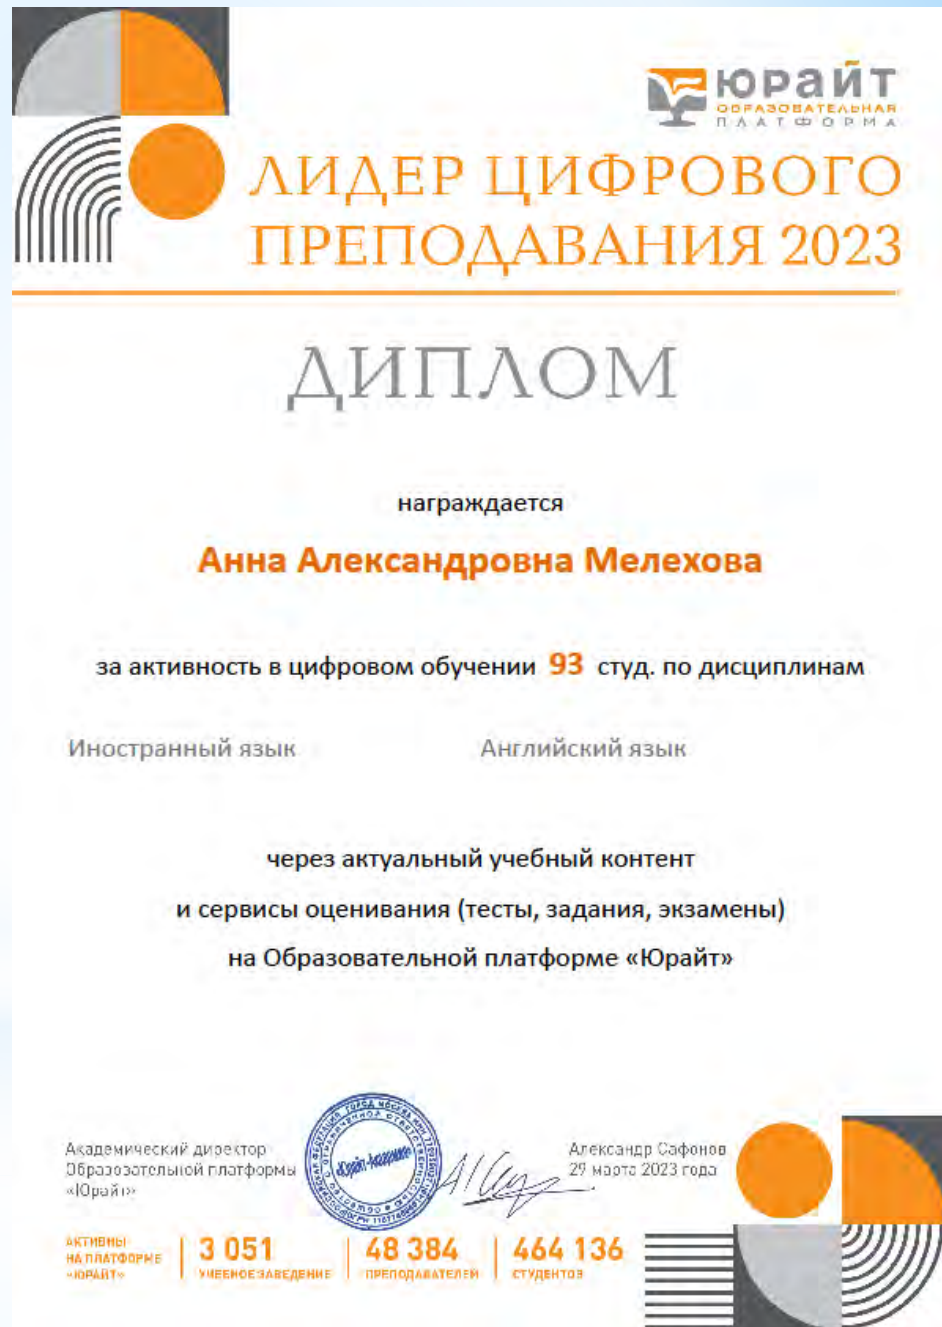 юрайт
ОБРАЗОВАТЕЛЬНАЯ
ПЛАТФОРМА
ЛИДЕР ЦИФРОВОГО
ПРЕПОДАВАНИЯ 2023
ДИПЛОМ
награждается
Анна Александровна Мелехова
за активность в цифровом обучении 93 студ. по дисциплинам
Иностранный язык Английский язык
через актуальный учебный контент
и сервисы оценивания (тесты, задания, экзамены)
на Образовательной платформе «Юрайт»
Академический директор
Образовательной платформы
«Юрайт»
«Юрайт-Академия»
Александр Сафонов
29 марта 2023 года
АКТИВНЫ
НА ПЛАТФОРМЕ
«ЮРАЙТ»
3 051
УЧЕБНОЕ ЗАВЕДЕНИЕ
48 384
ПРЕПОДАВАТЕЛЕЙ
464 136
СТУДЕНТОВ